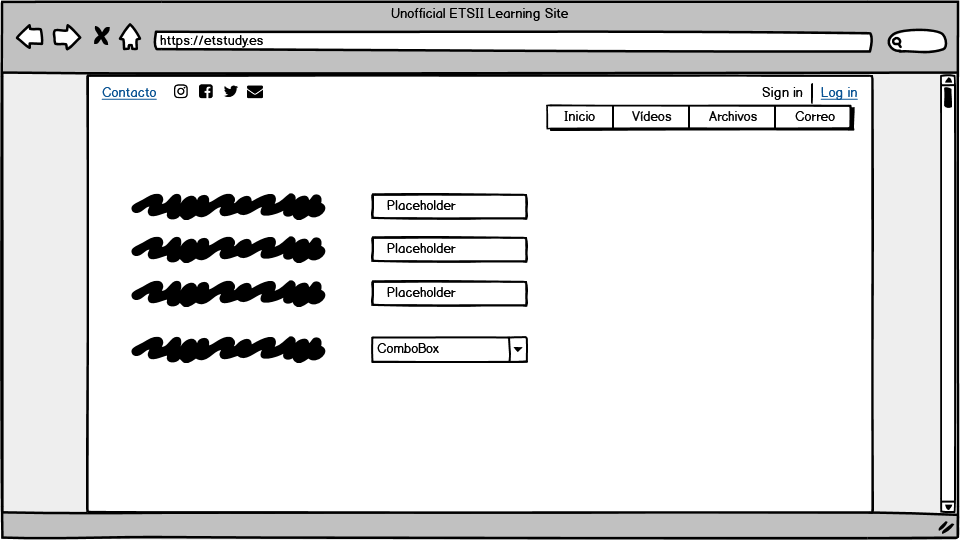 Unofficial ETSII Learning Site
https://etstudy.es
Contacto Sign in Log in
Inicio Vídeos Archivos Correo
Placeholder
Placeholder
Placeholder
ComboBox